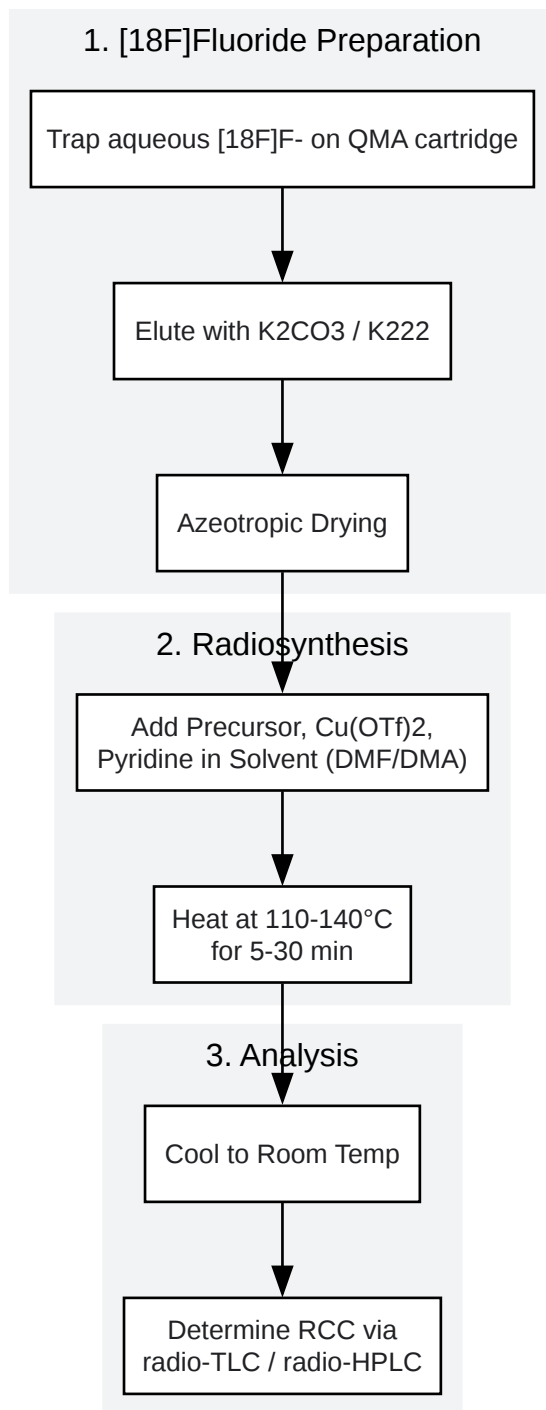 1. [18F]Fluoride Preparation
Trap aqueous [18F]F- on QMA cartridge
Elute with K2CO3 / K222
Azeotropic Drying
2. Radiosynthesis
Add Precursor, Cu(OTf)2,
Pyridine in Solvent (DMF/DMA)
Heat at 110-140°C
for 5-30 min
3. Analysis
Cool to Room Temp
Determine RCC via
radio-TLC / radio-HPLC